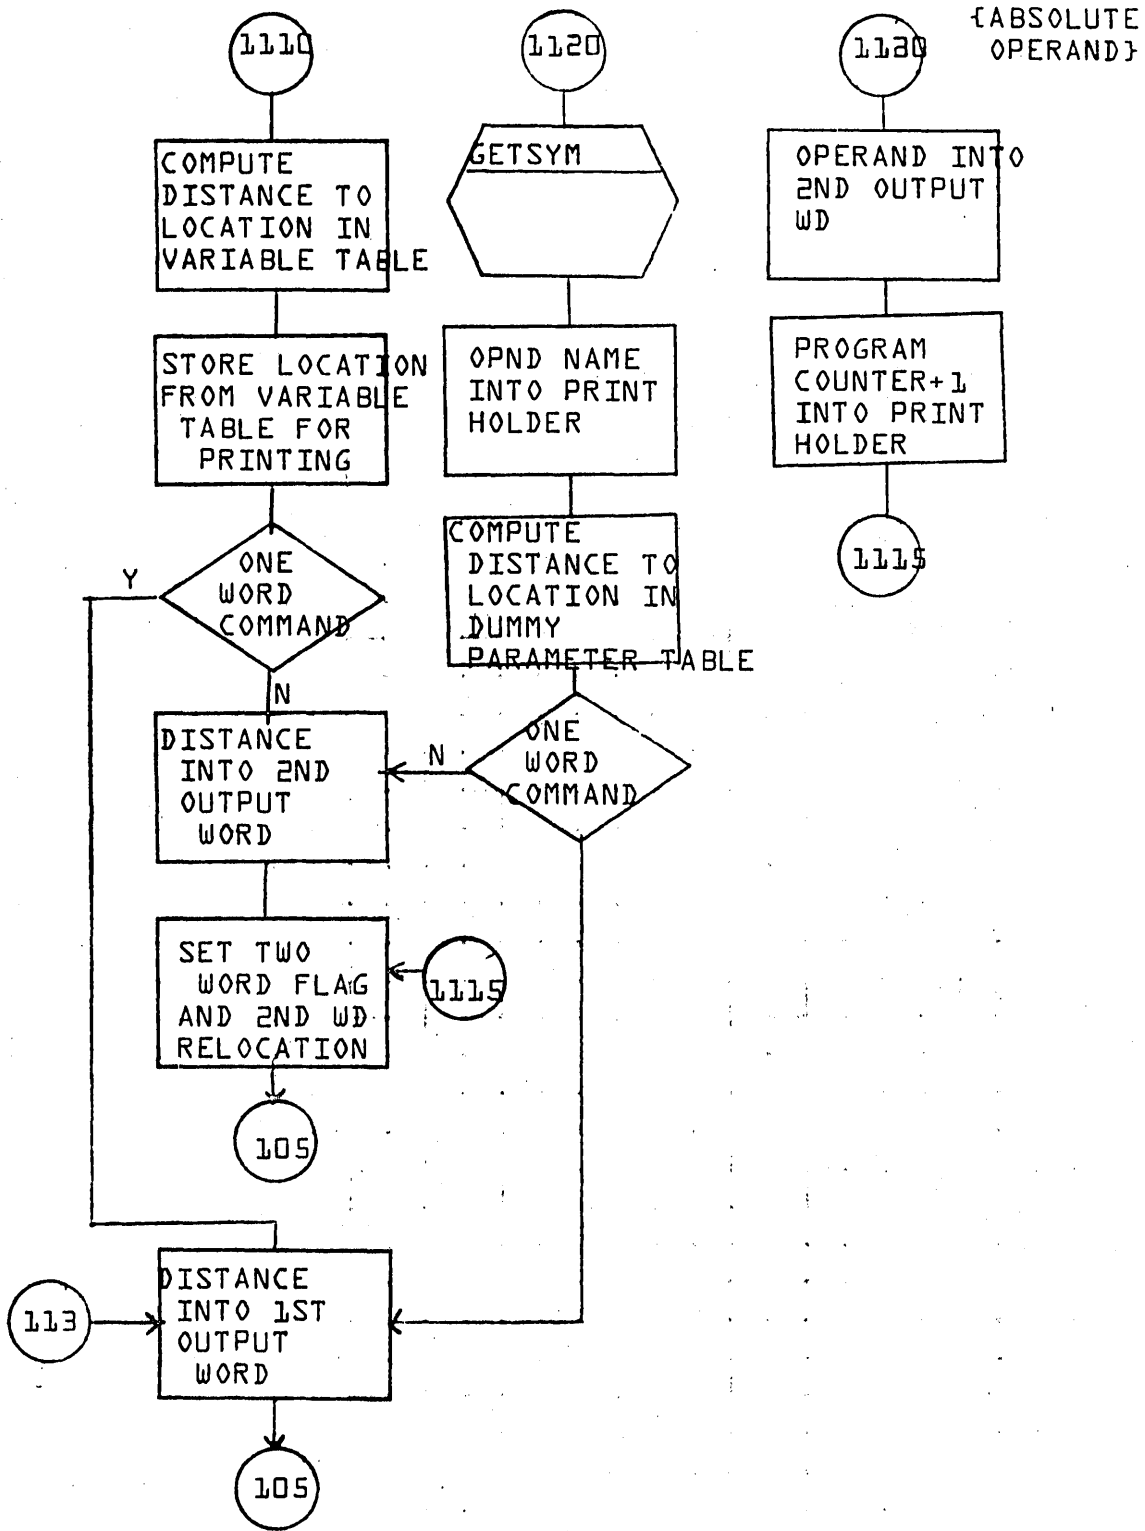 1110
COMPUTE
DISTANCE TO
LOCATION IN
VARIABLE TABLE
STORE LOCATION
FROM VARIABLE
TABLE FOR
PRINTING
ONE
WORD
COMMAND
Y
N
DISTANCE
INTO 2ND
OUTPUT
WORD
SET TWO
WORD FLAG
AND 2ND WD
RELOCATION
1115
105
113
DISTANCE
INTO 1ST
OUTPUT
WORD
105
1120
GETSYM
OPND NAME
INTO PRINT
HOLDER
COMPUTE
DISTANCE TO
LOCATION IN
DUMMY
PARAMETER TABLE
ONE
WORD
COMMAND
N
{ABSOLUTE
OPERAND}
1130
OPERAND INTO
2ND OUTPUT
WD
PROGRAM
COUNTER+1
INTO PRINT
HOLDER
1115